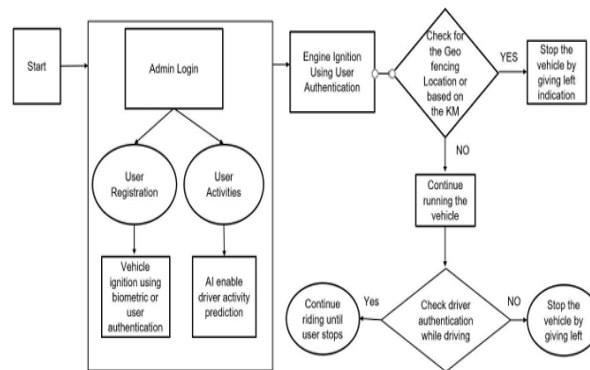 Start
Admin Login
User
Registration
User
Activities
Vehicle
ignition using
biometric or
user
authentication
AI enable
driver activity
prediction
Engine Ignition
Using User
Authentication
Check for
the Geo
fencing
Location or
based on
the KM
YES
Stop the
vehicle by
giving left
indication
NO
Continue
running the
vehicle
Check driver
authentication
while driving
Yes
Continue
riding until
user stops
NO
Stop the
vehicle by
giving left